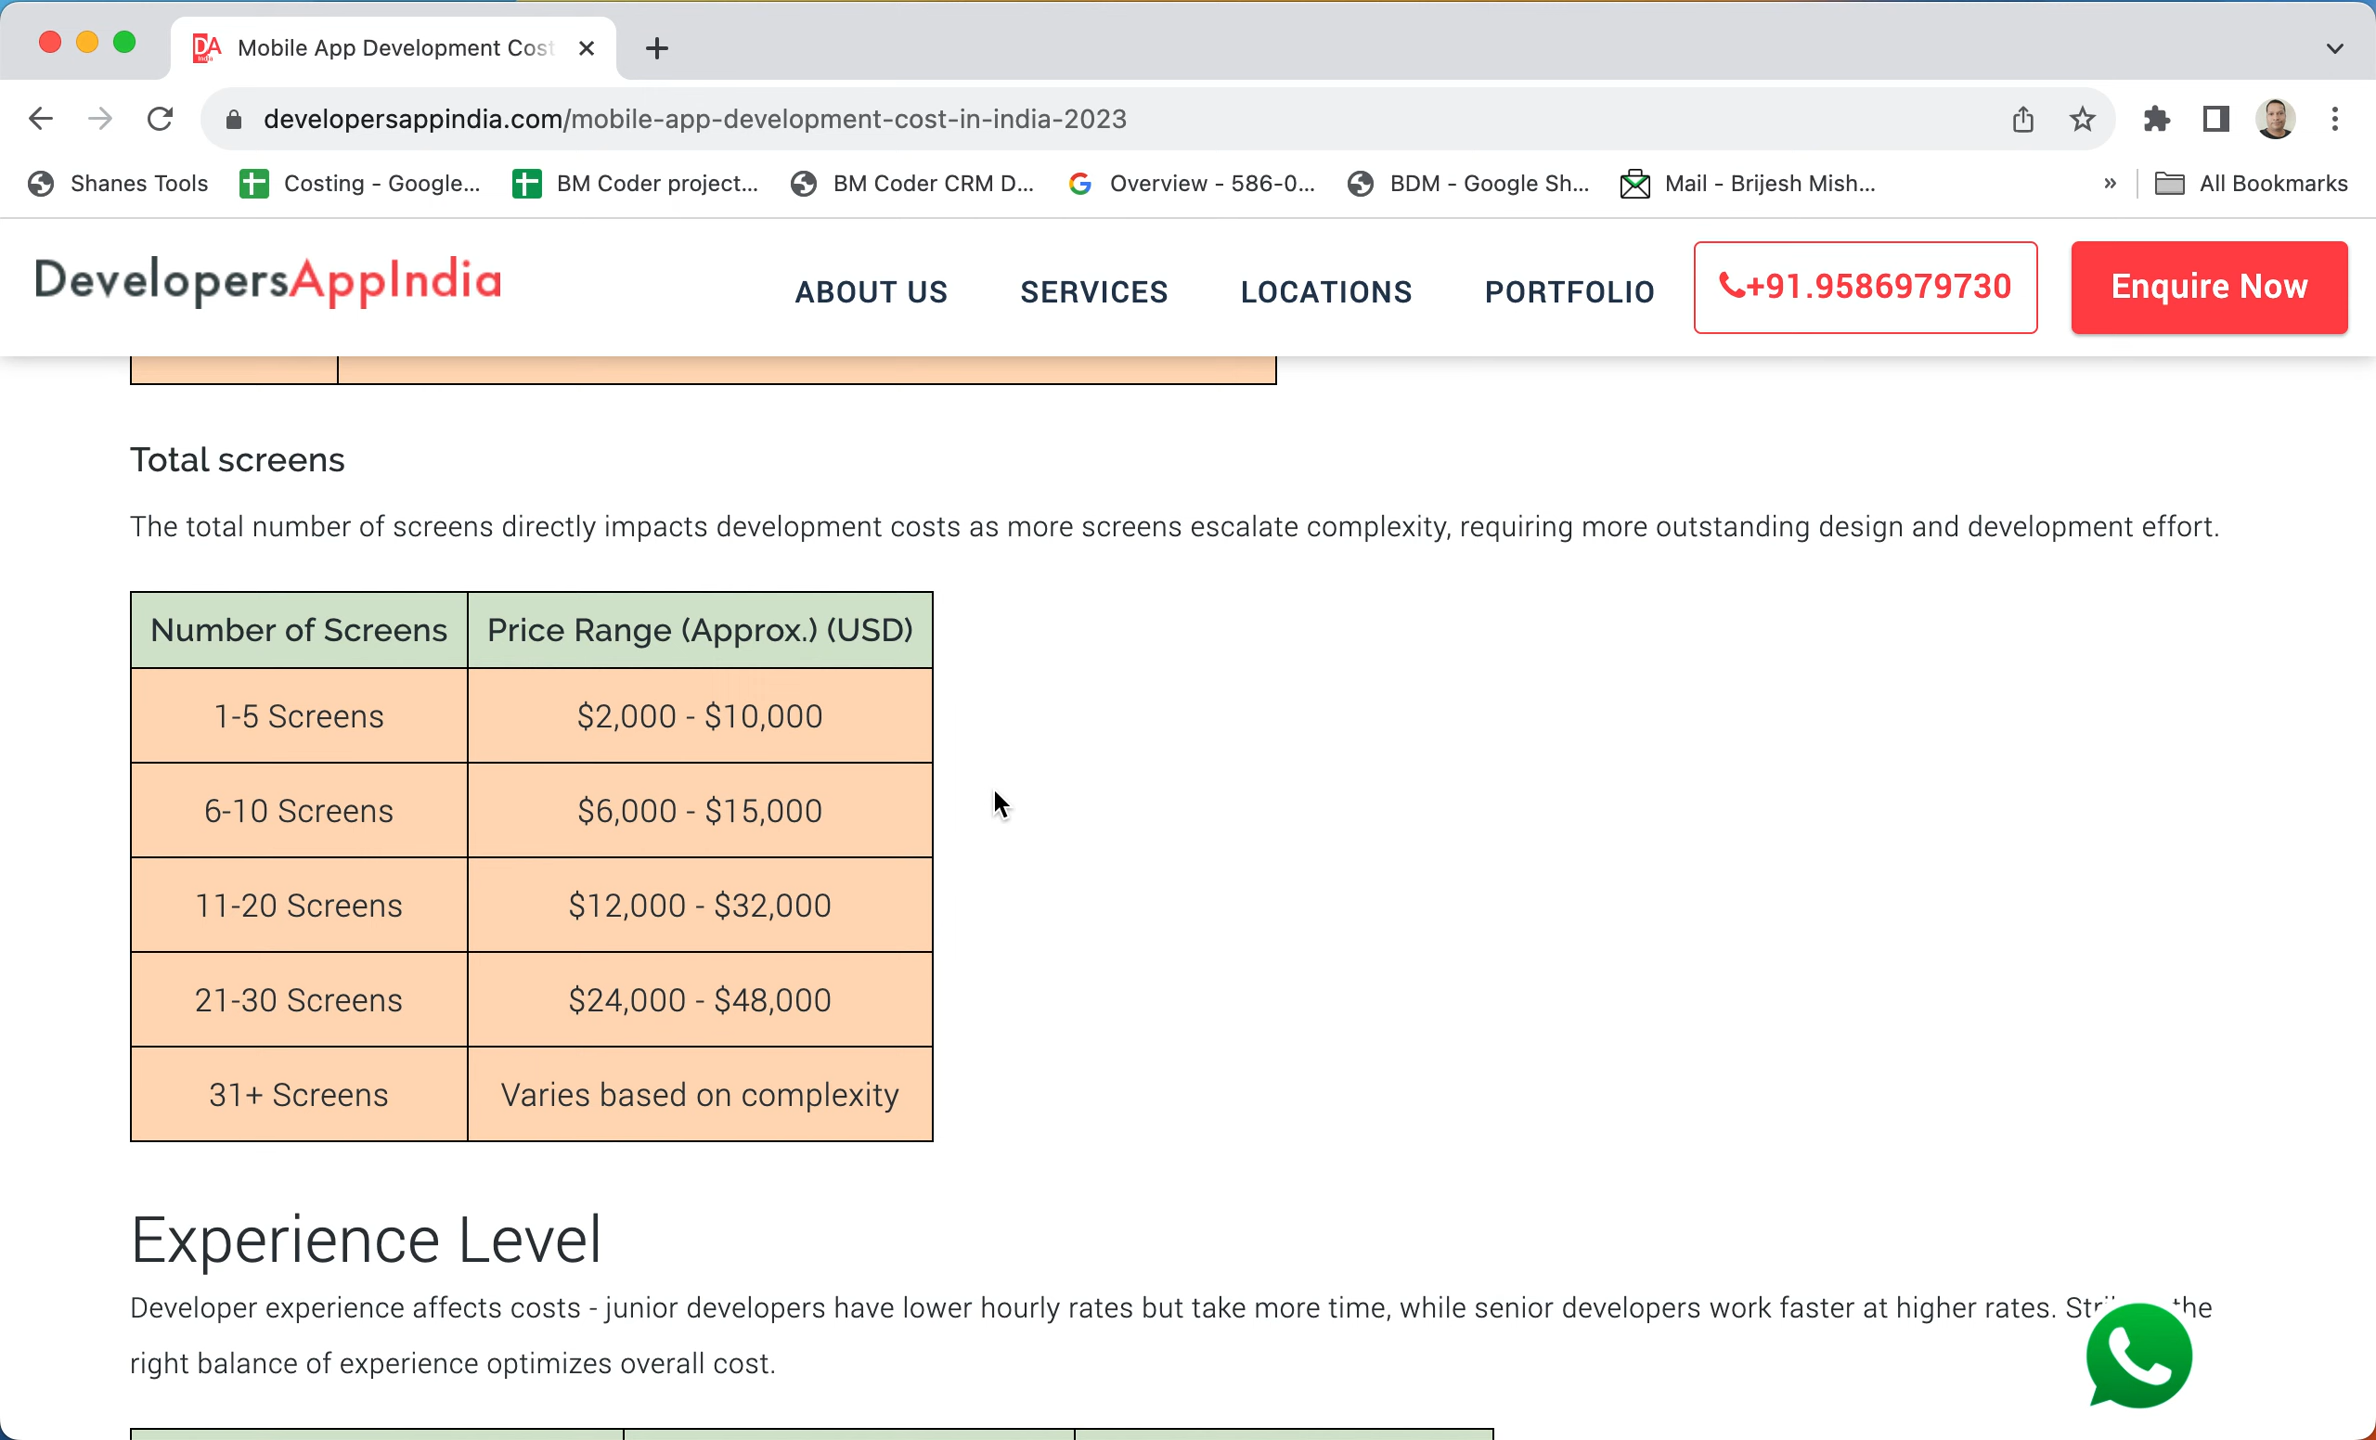 Mobile App Development Cost
developersappindia.com/mobile-app-development-cost-in-india-2023
Shanes Tools
Costing - Google...
BM Coder project...
BM Coder CRM D...
Overview - 586-0...
BDM - Google Sh...
Mail - Brijesh Mish...
»
All Bookmarks
DevelopersAppIndia
ABOUT US
SERVICES
LOCATIONS
PORTFOLIO
+91.9586979730
Enquire Now
Total screens
The total number of screens directly impacts development costs as more screens escalate complexity, requiring more outstanding design and development effort.
Number of Screens Price Range (Approx.) (USD)
1-5 Screens $2,000 - $10,000
6-10 Screens $6,000 - $15,000
11-20 Screens $12,000 - $32,000
21-30 Screens $24,000 - $48,000
31+ Screens Varies based on complexity
Experience Level
Developer experience affects costs - junior developers have lower hourly rates but take more time, while senior developers work faster at higher rates. the
right balance of experience optimizes overall cost.